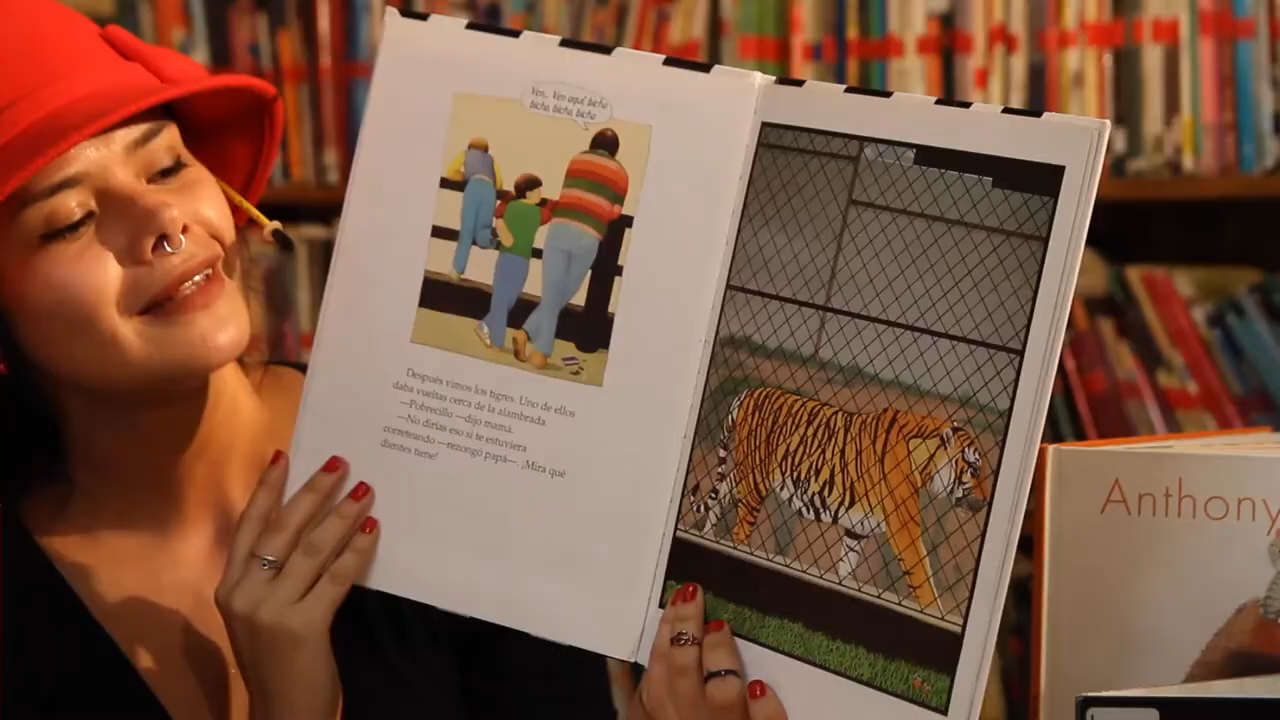 Ven... Ven aquí, bicho
bicho, bicho, bicho
Después vimos los tigres. Uno de ellos
daba vueltas cerca de la alambrada.
—Pobrecillo —dijo mamá.
—No dirías eso si te estuviera
correteando —rezongó papá—. ¡Mira qué
dientes tiene!
Anthony